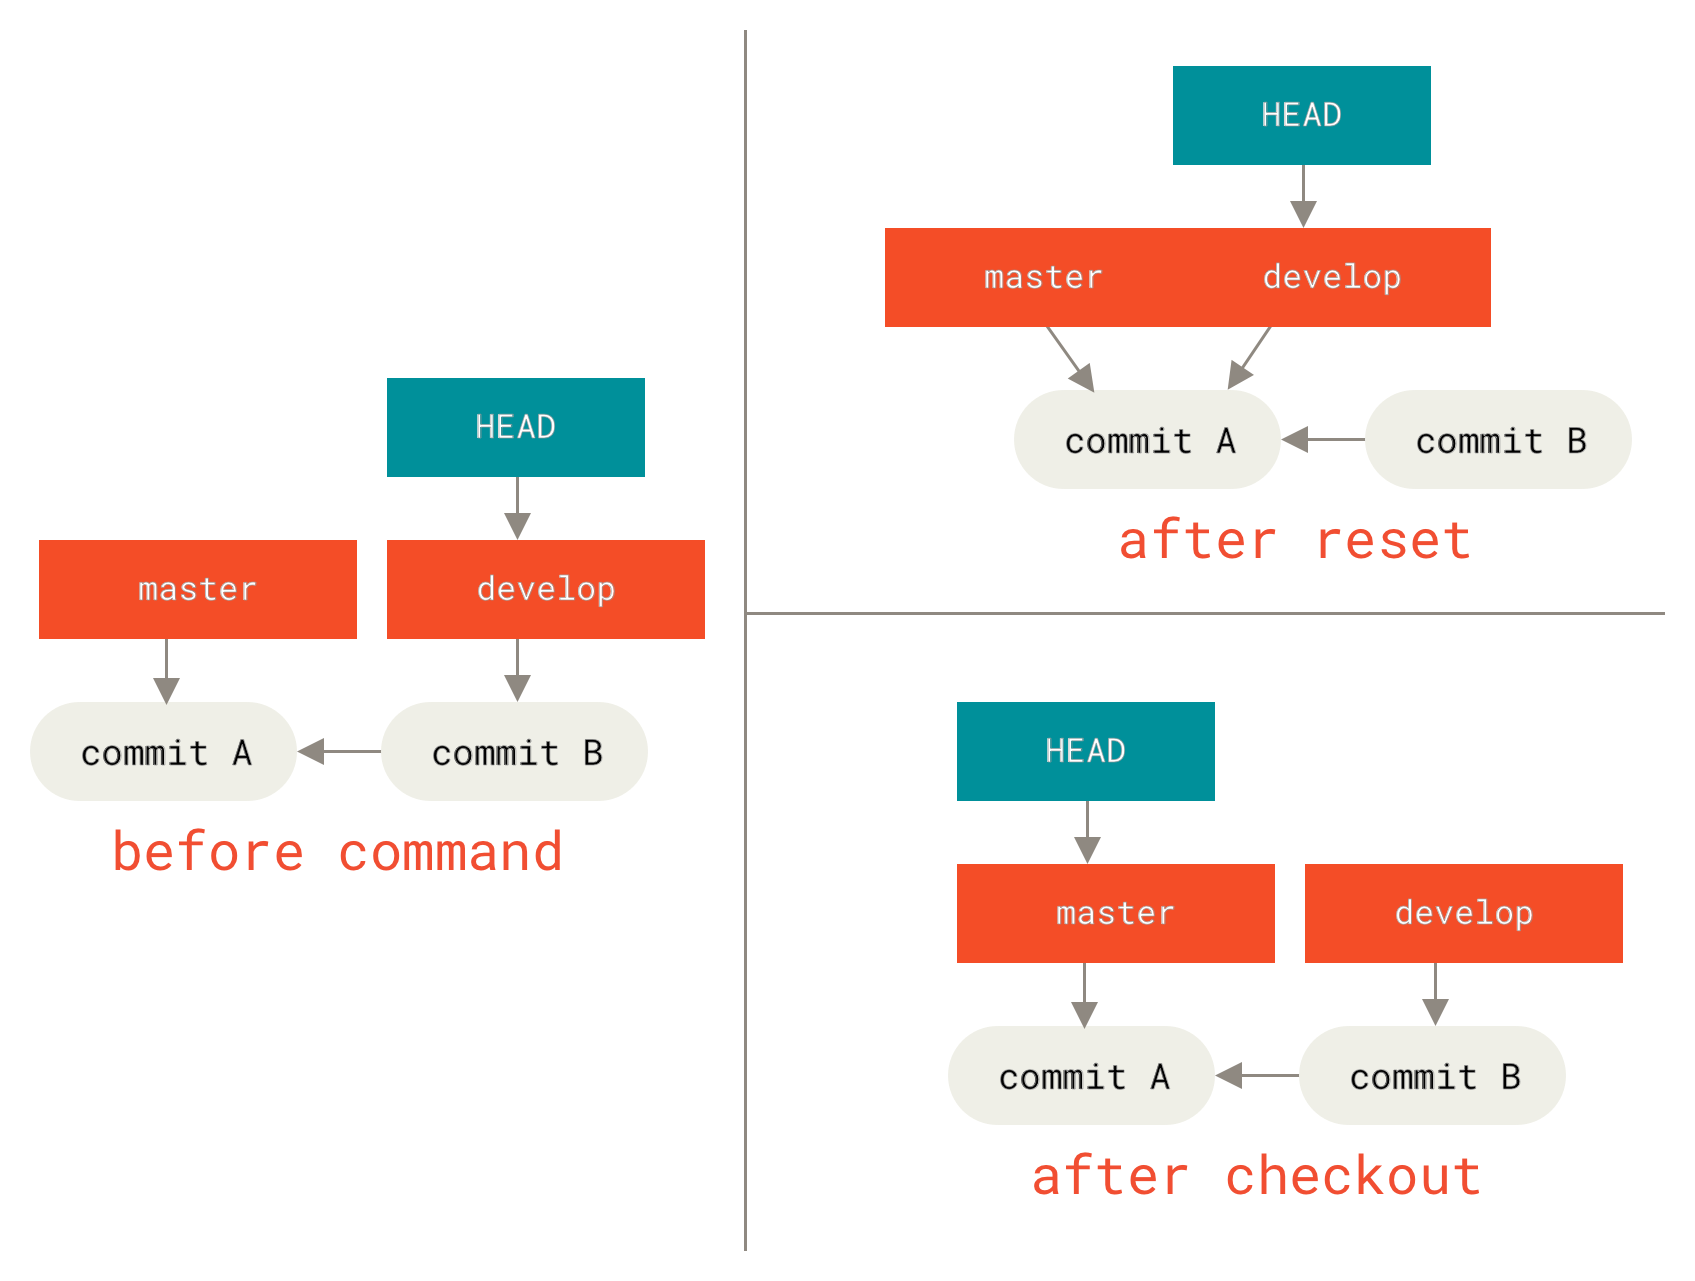 HEAD
master develop
commit A commit B
before command
HEAD
master develop
commit A commit B
after reset
HEAD
master develop
commit A commit B
after checkout